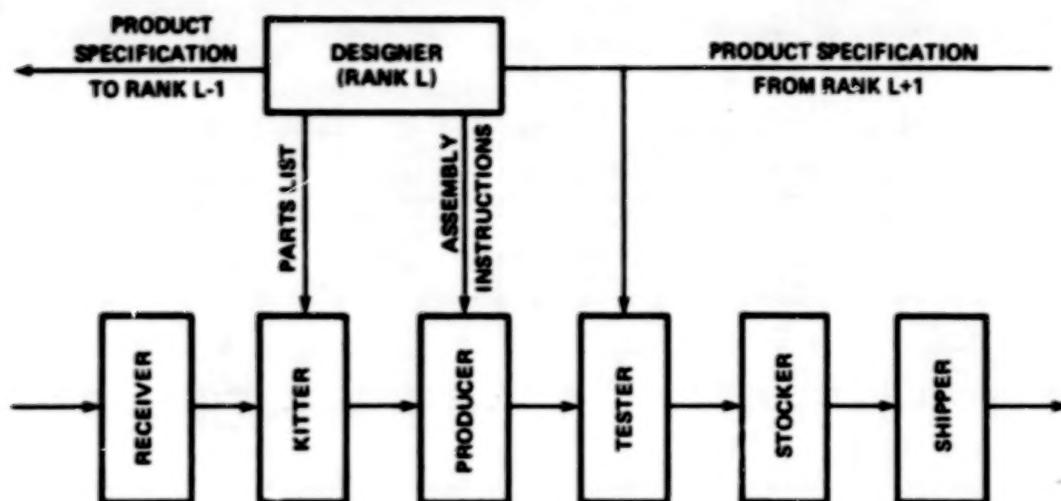 PRODUCT
SPECIFICATION
TO RANK L-1
DESIGNER
(RANK L)
PRODUCT SPECIFICATION
FROM RANK L+1
PARTS LIST
ASSEMBLY
INSTRUCTIONS
RECEIVER
KITTER
PRODUCER
TESTER
STOCKER
SHIPPER